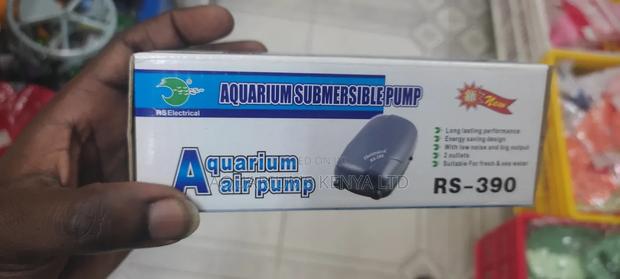 AQUARIUM SUBMERSIBLE PUMP
New
RS Electrical
Long lasting performance
Energy saving design
With low noise and big output
2 outlets
Suitable For fresh & sea water
Aquarium
air pump
RS-390
KENYA LTD